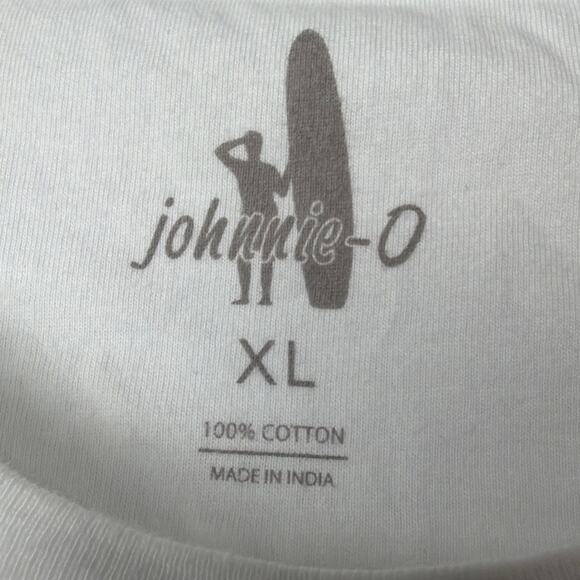 johnnie-O
XL
100% COTTON
MADE IN INDIA